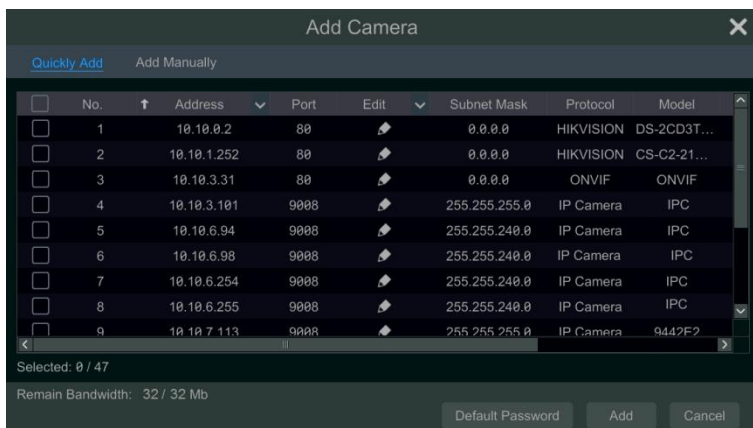 Add Camera
Quickly Add Add Manually
No. Address Port Edit Subnet Mask Protocol Model
1 10.10.0.2 80 0.0.0.0 HIKVISION DS-2CD3T...
2 10.10.1.252 80 0.0.0.0 HIKVISION CS-C2-21...
3 10.10.3.31 80 0.0.0.0 ONVIF ONVIF
4 10.10.3.101 9008 255.255.255.0 IP Camera IPC
5 10.10.6.94 9008 255.255.240.0 IP Camera IPC
6 10.10.6.98 9008 255.255.240.0 IP Camera IPC
7 10.10.6.254 9008 255.255.240.0 IP Camera IPC
8 10.10.6.255 9008 255.255.240.0 IP Camera IPC
9 10.10.7.113 9008 255.255.255.0 IP Camera 9442E2
Selected: 0 / 47
Remain Bandwidth: 32 / 32 Mb
Default Password Add Cancel